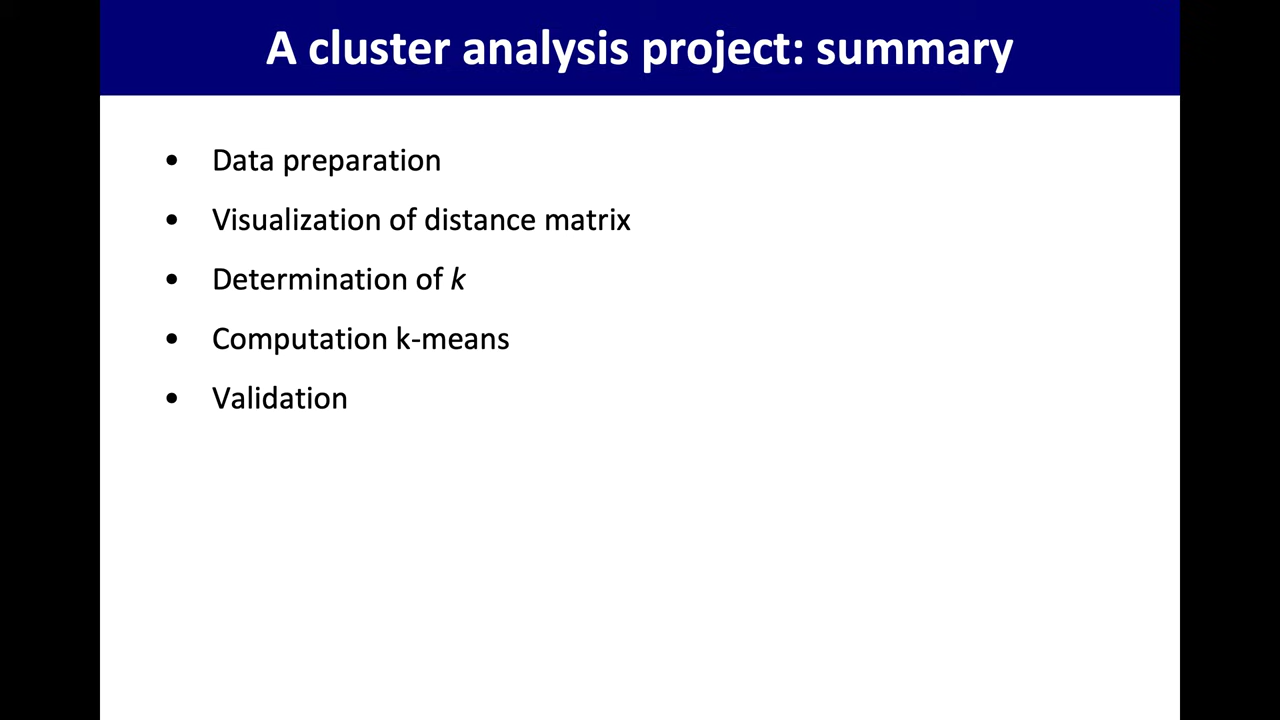 A cluster analysis project: summary
• Data preparation
• Visualization of distance matrix
• Determination of k
• Computation k-means
• Validation